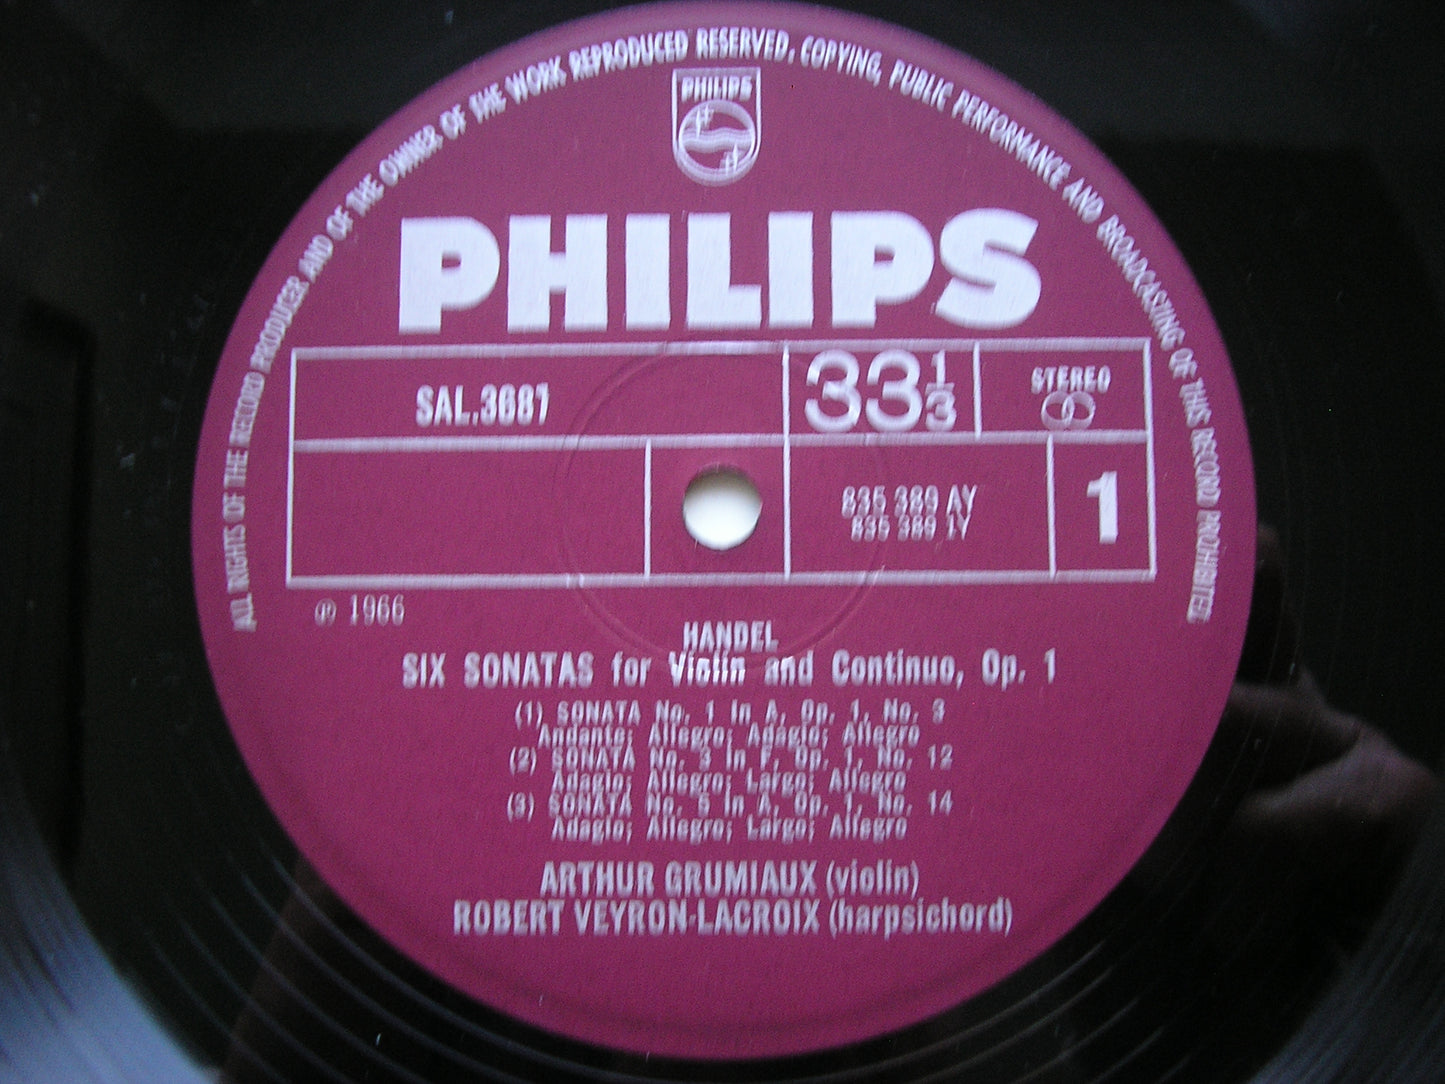 ALL RIGHTS OF THE RECORD PRODUCER AND OF THE OWNER OF THE WORK REPRODUCED RESERVED. COPYING, PUBLIC PERFORMANCE AND BROADCASTING OF THIS RECORD PROHIBITED
PHILIPS
PHILIPS
SAL.3687
33 1/3
STEREO
835 389 AY
835 389 1Y
1
℗ 1966
HANDEL
SIX SONATAS for Violin and Continuo, Op. 1
(1) SONATA No. 1 In A, Op. 1, No. 3
Andante; Allegro; Adagio; Allegro
(2) SONATA No. 3 In F, Op. 1, No. 12
Adagio; Allegro; Largo; Allegro
(3) SONATA No. 5 In A, Op. 1, No. 14
Adagio; Allegro; Largo; Allegro
ARTHUR GRUMIAUX (violin)
ROBERT VEYRON-LACROIX (harpsichord)